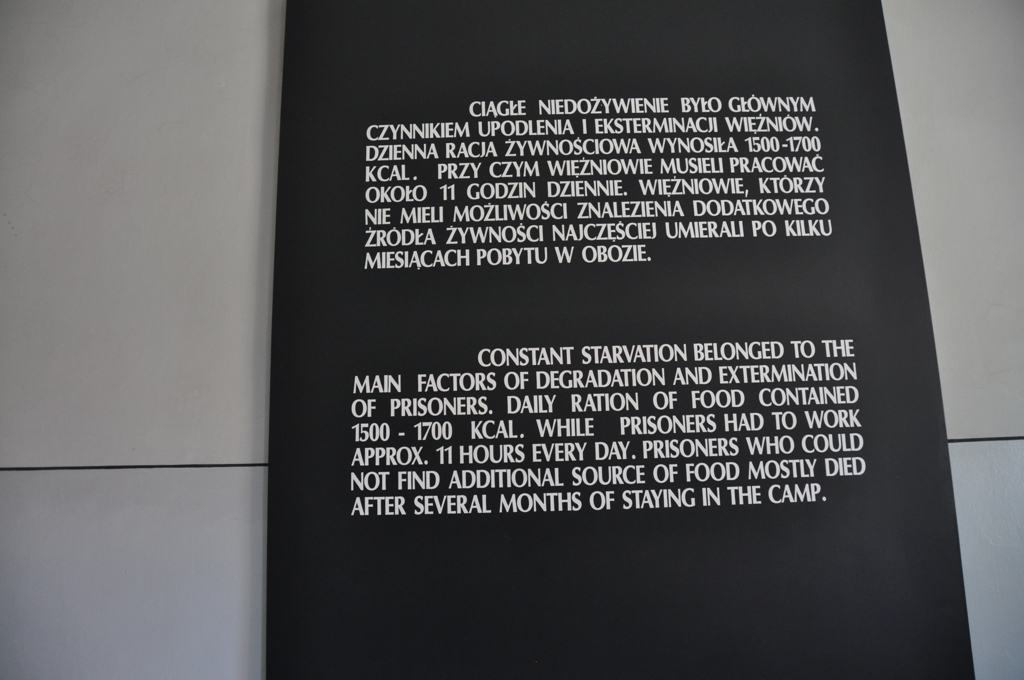 CIĄGŁE NIEDOŻYWIENIE BYŁO GŁÓWNYM
CZYNNIKIEM UPODLENIA I EKSTERMINACJI WIĘŹNIÓW.
DZIENNA RACJA ŻYWNOŚCIOWA WYNOSIŁA 1500-1700
KCAL. PRZY CZYM WIĘŹNIOWIE MUSIELI PRACOWAĆ
OKOŁO 11 GODZIN DZIENNIE. WIĘŹNIOWIE, KTÓRZY
NIE MIELI MOŻLIWOŚCI ZNALEZIENIA DODATKOWEGO
ŹRÓDŁA ŻYWNOŚCI NAJCZĘŚCIEJ UMIERALI PO KILKU
MIESIĄCACH POBYTU W OBOZIE.
CONSTANT STARVATION BELONGED TO THE
MAIN FACTORS OF DEGRADATION AND EXTERMINATION
OF PRISONERS. DAILY RATION OF FOOD CONTAINED
1500 - 1700 KCAL. WHILE PRISONERS HAD TO WORK
APPROX. 11 HOURS EVERY DAY. PRISONERS WHO COULD
NOT FIND ADDITIONAL SOURCE OF FOOD MOSTLY DIED
AFTER SEVERAL MONTHS OF STAYING IN THE CAMP.